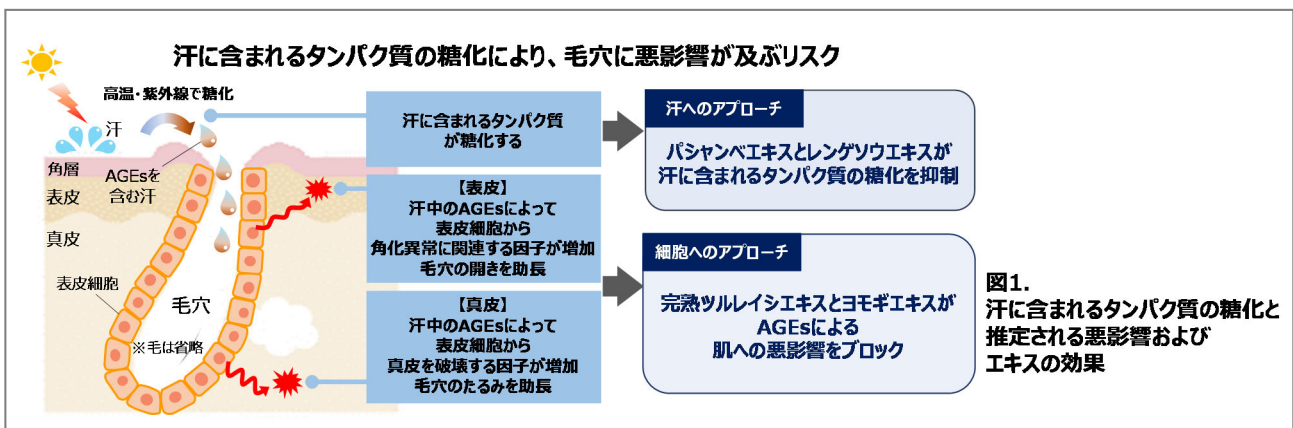 汗に含まれるタンパク質の糖化により、毛穴に悪影響が及ぶリスク
高温・紫外線で糖化
汗
角層
表皮
真皮
AGEsを
含む汗
表皮細胞
毛穴
※毛は省略
汗に含まれるタンパク質
が糖化する
【表皮】
汗中のAGEsによって
表皮細胞から
角化異常に関連する因子が増加
毛穴の開きを助長
【真皮】
汗中のAGEsによって
表皮細胞から
真皮を破壊する因子が増加
毛穴のたるみを助長
汗へのアプローチ
パシャンベエキスとレンゲソウエキスが
汗に含まれるタンパク質の糖化を抑制
細胞へのアプローチ
完熟ツルレイシエキスとヨモギエキスが
AGEsによる
肌への悪影響をブロック
図1.
汗に含まれるタンパク質の糖化と
推定される悪影響および
エキスの効果